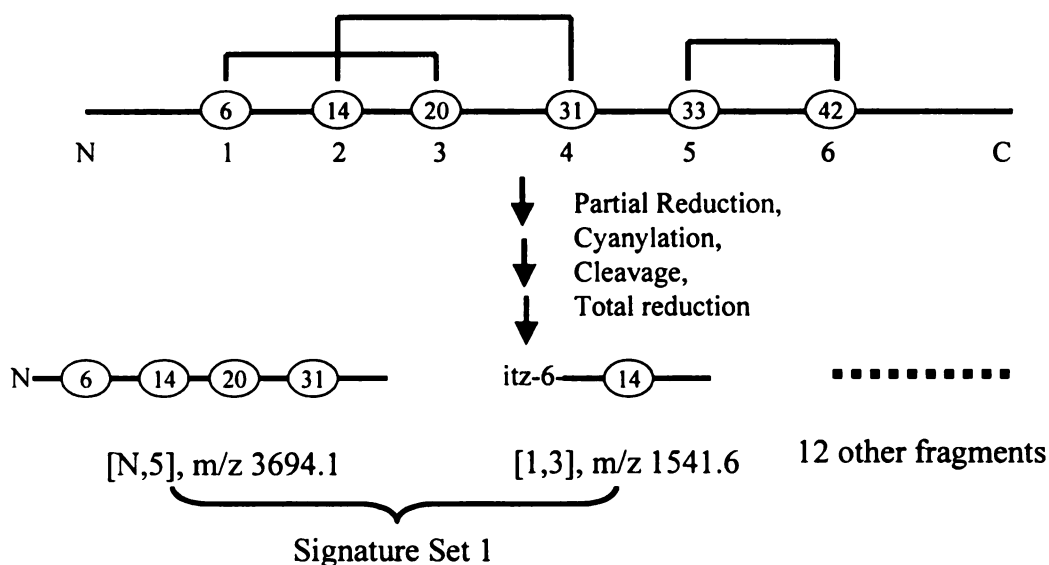 6 14 20 31 33 42
N 1 2 3 4 5 6 C
Partial Reduction,
Cyanylation,
Cleavage,
Total reduction
N 6 14 20 31 itz-6 14
[N,5], m/z 3694.1 [1,3], m/z 1541.6 12 other fragments
Signature Set 1